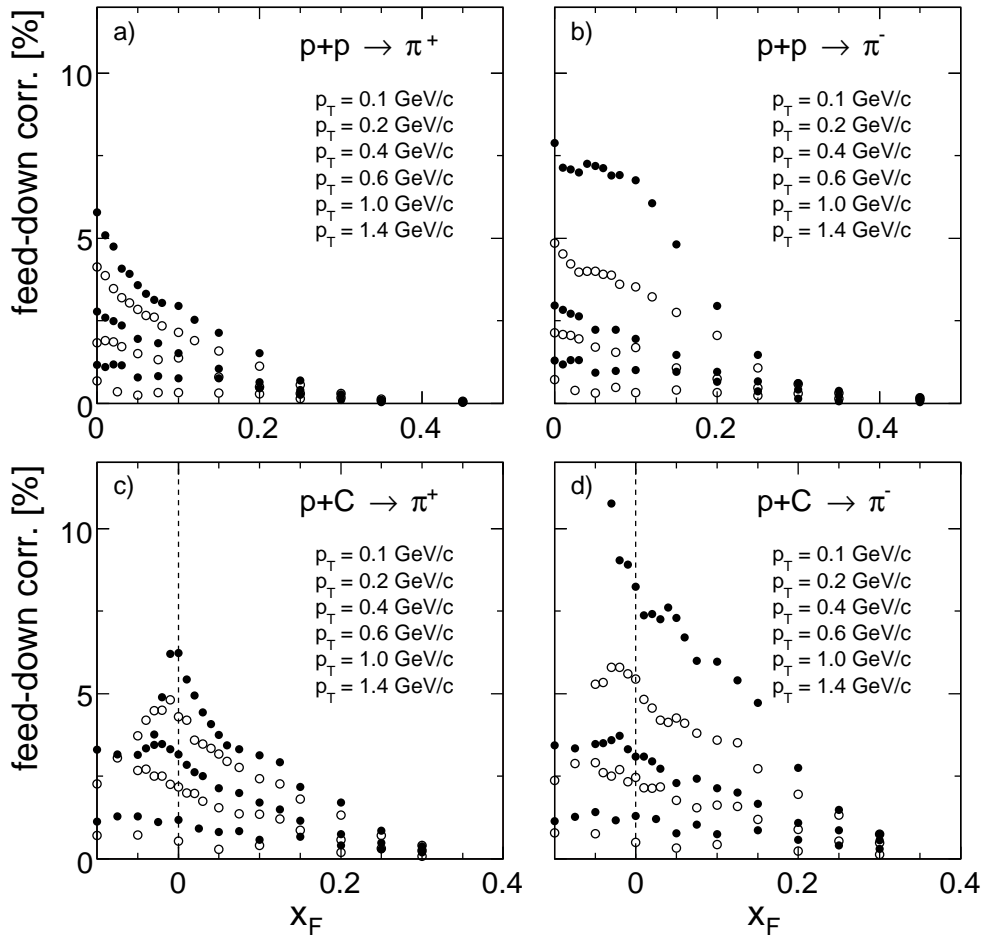 feed-down corr. [%]
a)
p+p → π⁺
p_T = 0.1 GeV/c
p_T = 0.2 GeV/c
p_T = 0.4 GeV/c
p_T = 0.6 GeV/c
p_T = 1.0 GeV/c
p_T = 1.4 GeV/c
10
5
0
0
0.2
0.4
b)
p+p → π⁻
p_T = 0.1 GeV/c
p_T = 0.2 GeV/c
p_T = 0.4 GeV/c
p_T = 0.6 GeV/c
p_T = 1.0 GeV/c
p_T = 1.4 GeV/c
0
0.2
0.4
feed-down corr. [%]
c)
p+C → π⁺
p_T = 0.1 GeV/c
p_T = 0.2 GeV/c
p_T = 0.4 GeV/c
p_T = 0.6 GeV/c
p_T = 1.0 GeV/c
p_T = 1.4 GeV/c
10
5
0
0
0.2
0.4
x_F
d)
p+C → π⁻
p_T = 0.1 GeV/c
p_T = 0.2 GeV/c
p_T = 0.4 GeV/c
p_T = 0.6 GeV/c
p_T = 1.0 GeV/c
p_T = 1.4 GeV/c
0
0.2
0.4
x_F